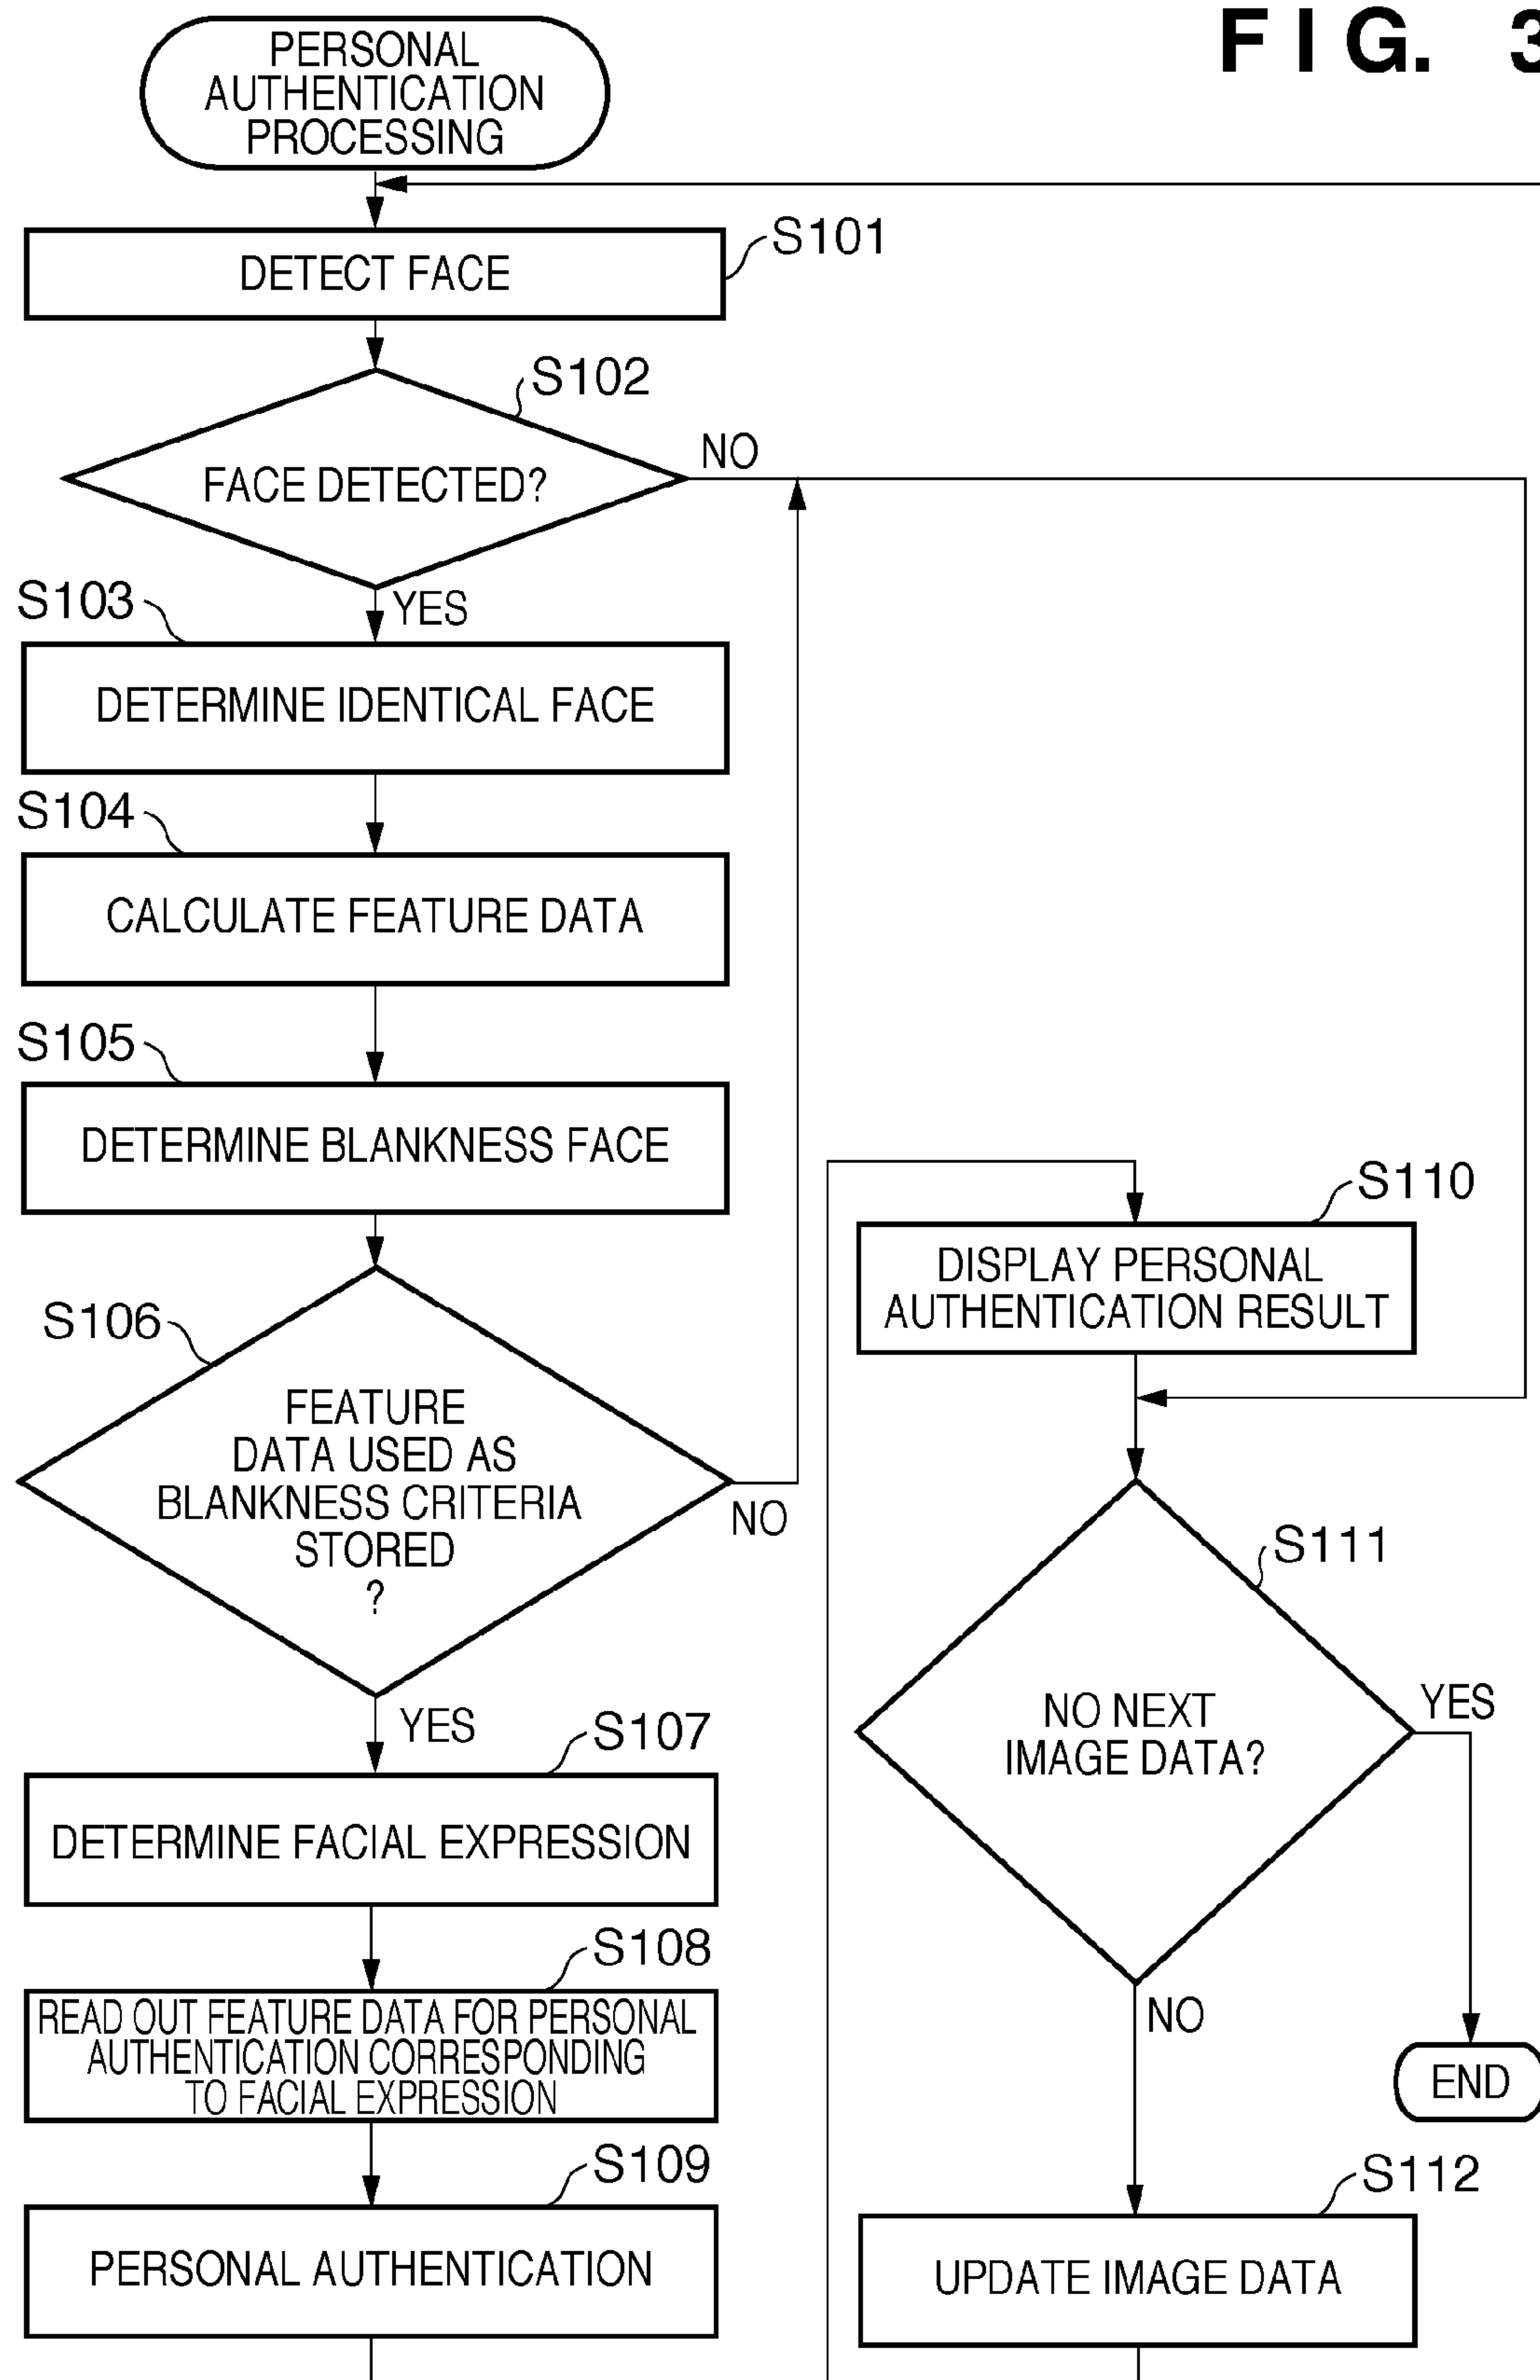 FIG. 3
PERSONAL
AUTHENTICATION
PROCESSING
S101
DETECT FACE
S102
FACE DETECTED?
NO
YES
S103
DETERMINE IDENTICAL FACE
S104
CALCULATE FEATURE DATA
S105
DETERMINE BLANKNESS FACE
S106
FEATURE
DATA USED AS
BLANKNESS CRITERIA
STORED
?
NO
YES
S107
DETERMINE FACIAL EXPRESSION
S108
READ OUT FEATURE DATA FOR PERSONAL
AUTHENTICATION CORRESPONDING
TO FACIAL EXPRESSION
S109
PERSONAL AUTHENTICATION
S110
DISPLAY PERSONAL
AUTHENTICATION RESULT
S111
NO NEXT
IMAGE DATA?
YES
NO
END
S112
UPDATE IMAGE DATA